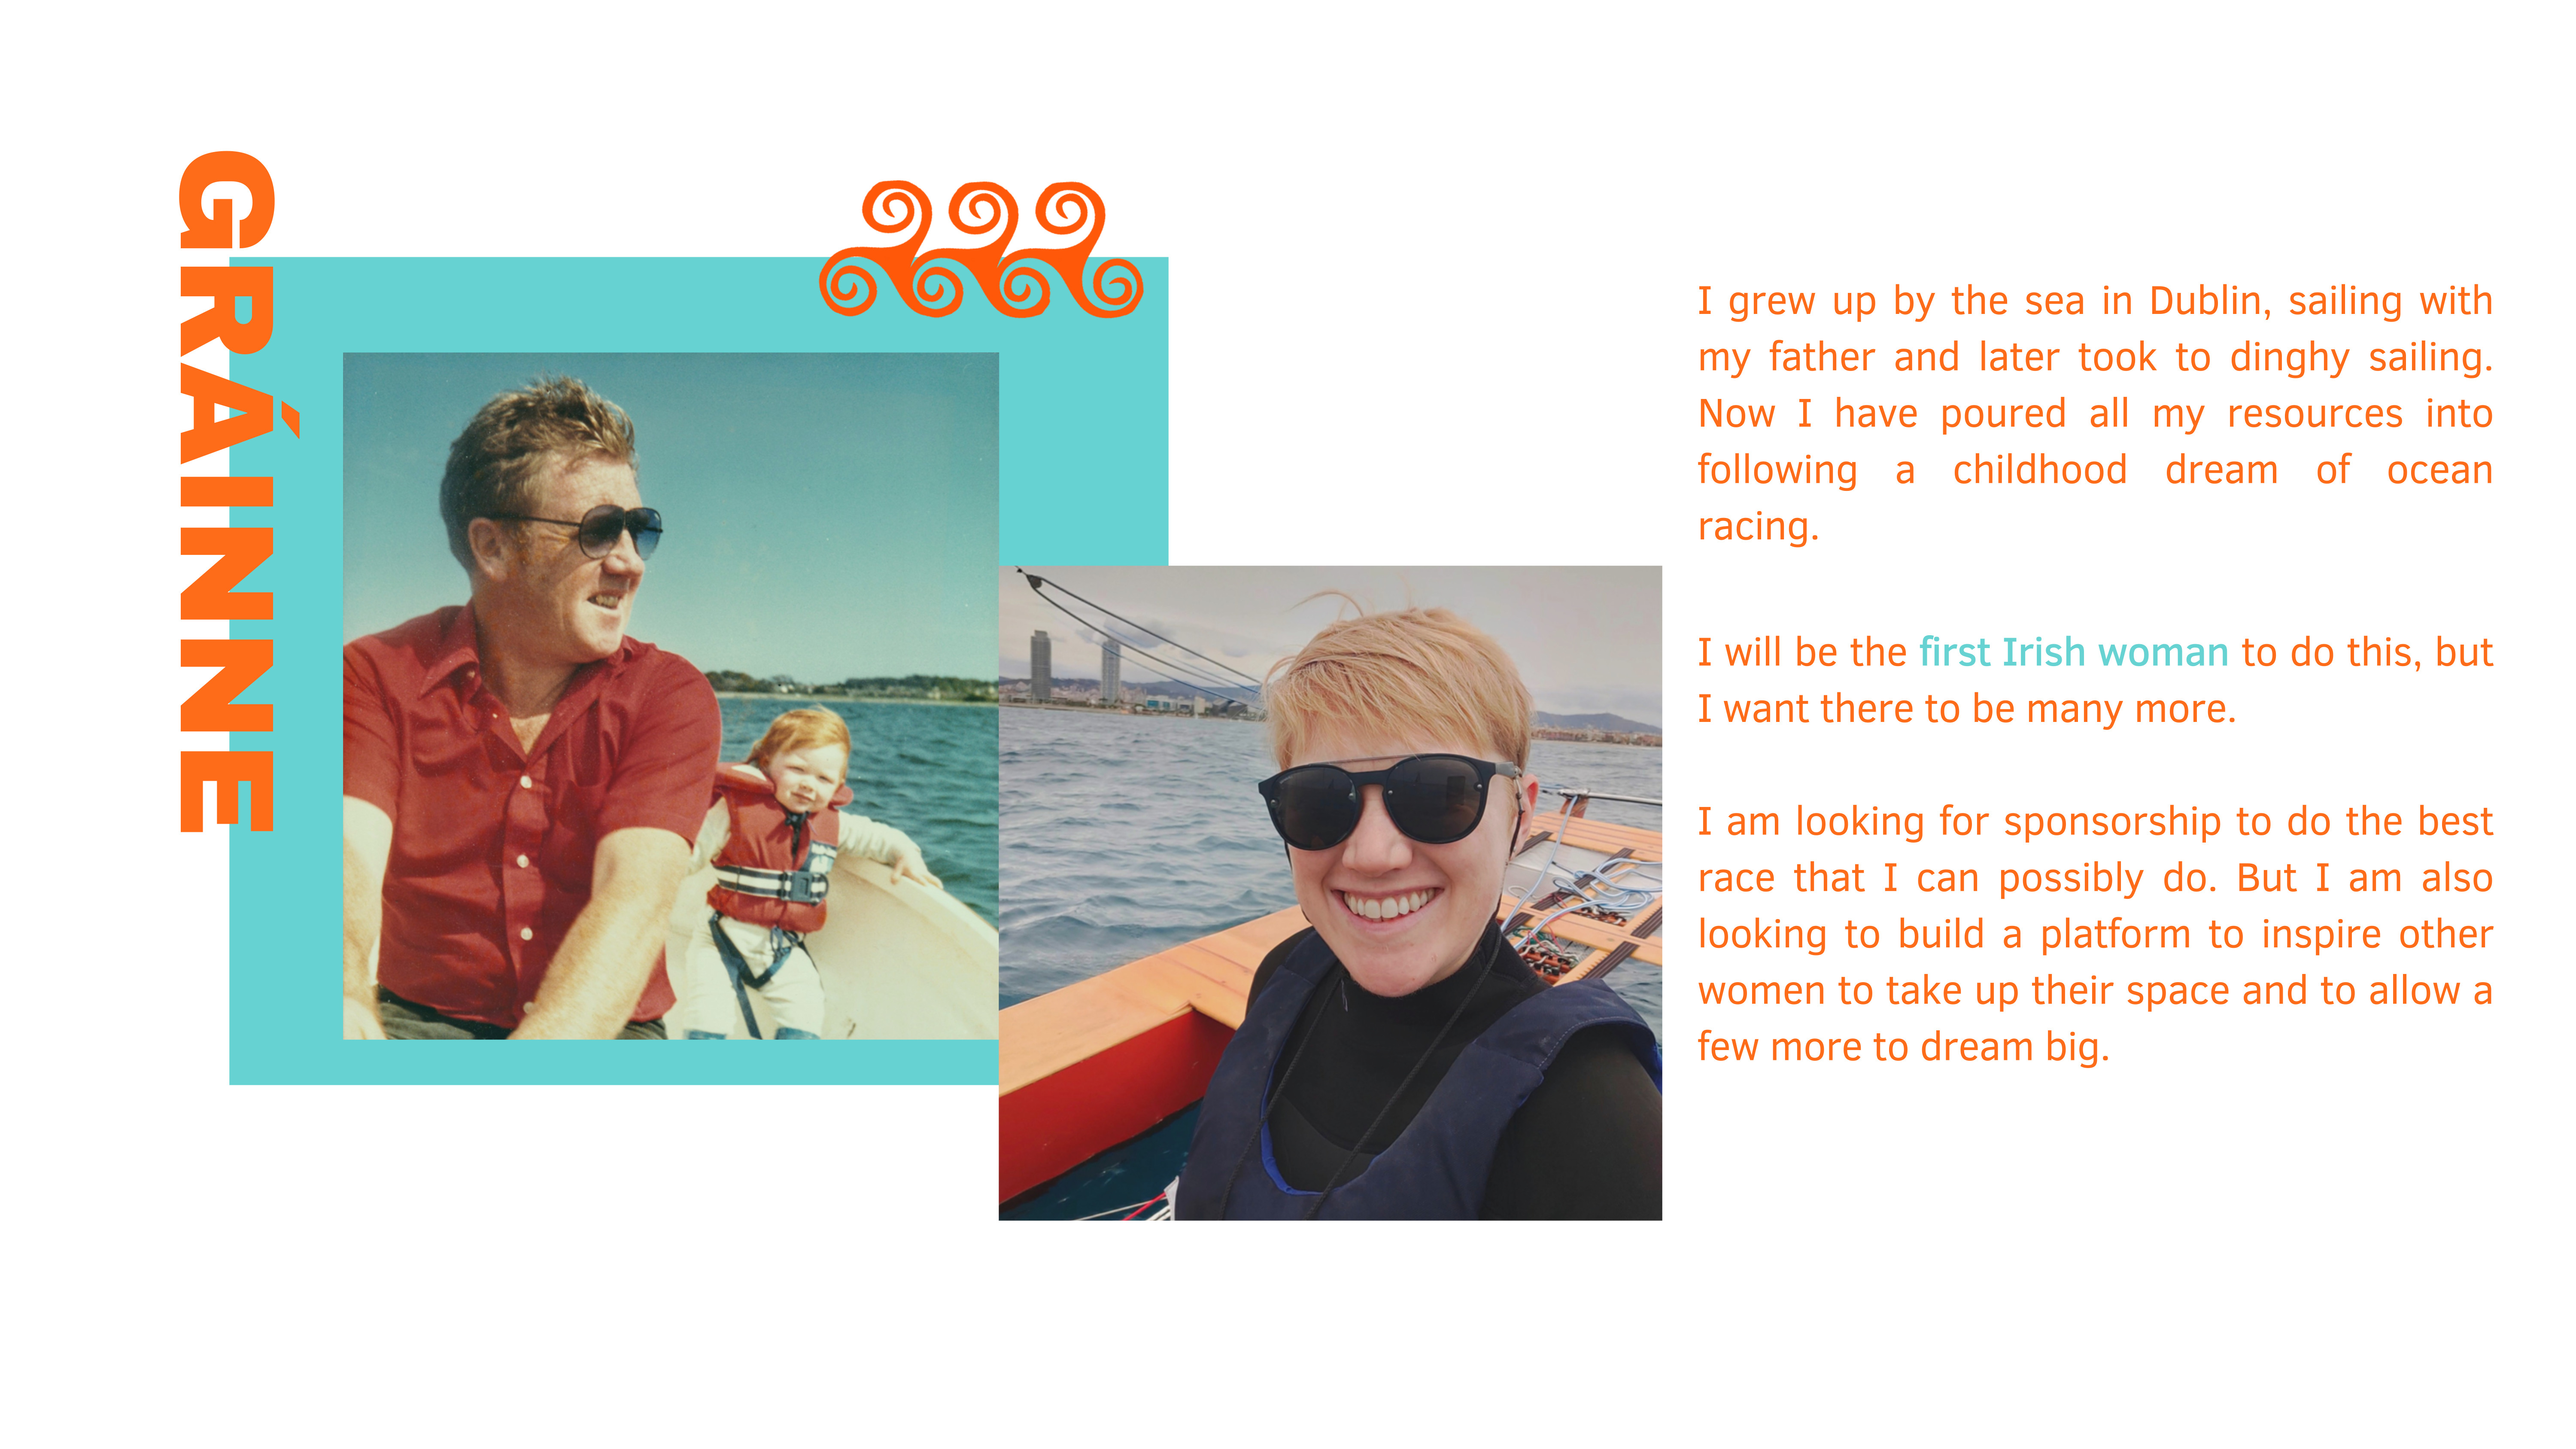 GRÁINNE
I grew up by the sea in Dublin, sailing with
my father and later took to dinghy sailing.
Now I have poured all my resources into
following a childhood dream of ocean
racing.
I will be the first Irish woman to do this, but
I want there to be many more.
I am looking for sponsorship to do the best
race that I can possibly do. But I am also
looking to build a platform to inspire other
women to take up their space and to allow a
few more to dream big.